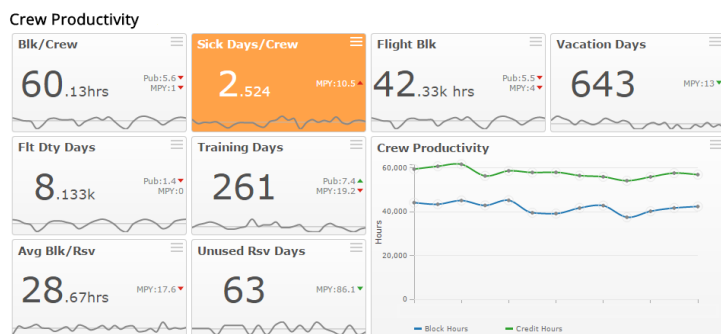 Crew Productivity
Blk/Crew
60.13hrs
Pub:5.6
MPY:1
Sick Days/Crew
2.524
MPY:10.5
Flight Blk
42.33k hrs
Pub:5.5
MPY:4
Vacation Days
643
MPY:13
Flt Dty Days
8.133k
Pub:1.4
MPY:0
Training Days
261
Pub:7.4
MPY:19.2
Crew Productivity
60,000
40,000
20,000
0
Hours
Block Hours
Credit Hours
Avg Blk/Rsv
28.67hrs
MPY:17.6
Unused Rsv Days
63
MPY:86.1